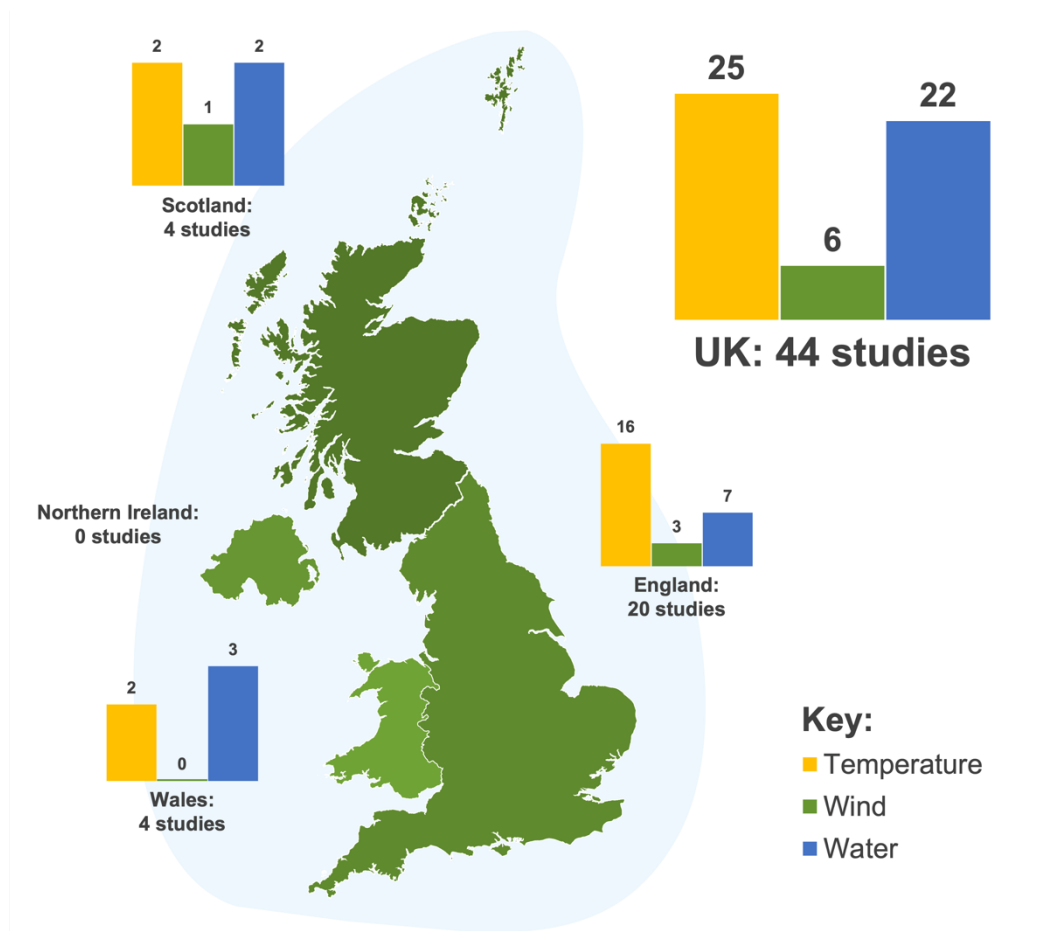 2
1
2
Scotland:
4 studies
25
6
22
UK: 44 studies
16
3
7
England:
20 studies
Northern Ireland:
0 studies
2
0
3
Wales:
4 studies
Key:
Temperature
Wind
Water